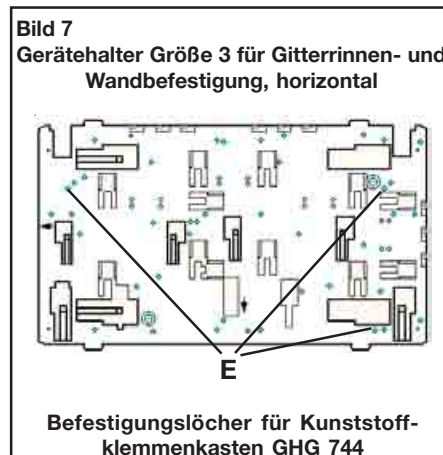 Bild 7
Gerätehalter Größe 3 für Gitterrinnen- und
Wandbefestigung, horizontal
E
Befestigungslöcher für Kunststoff-
klemmenkasten GHG 744